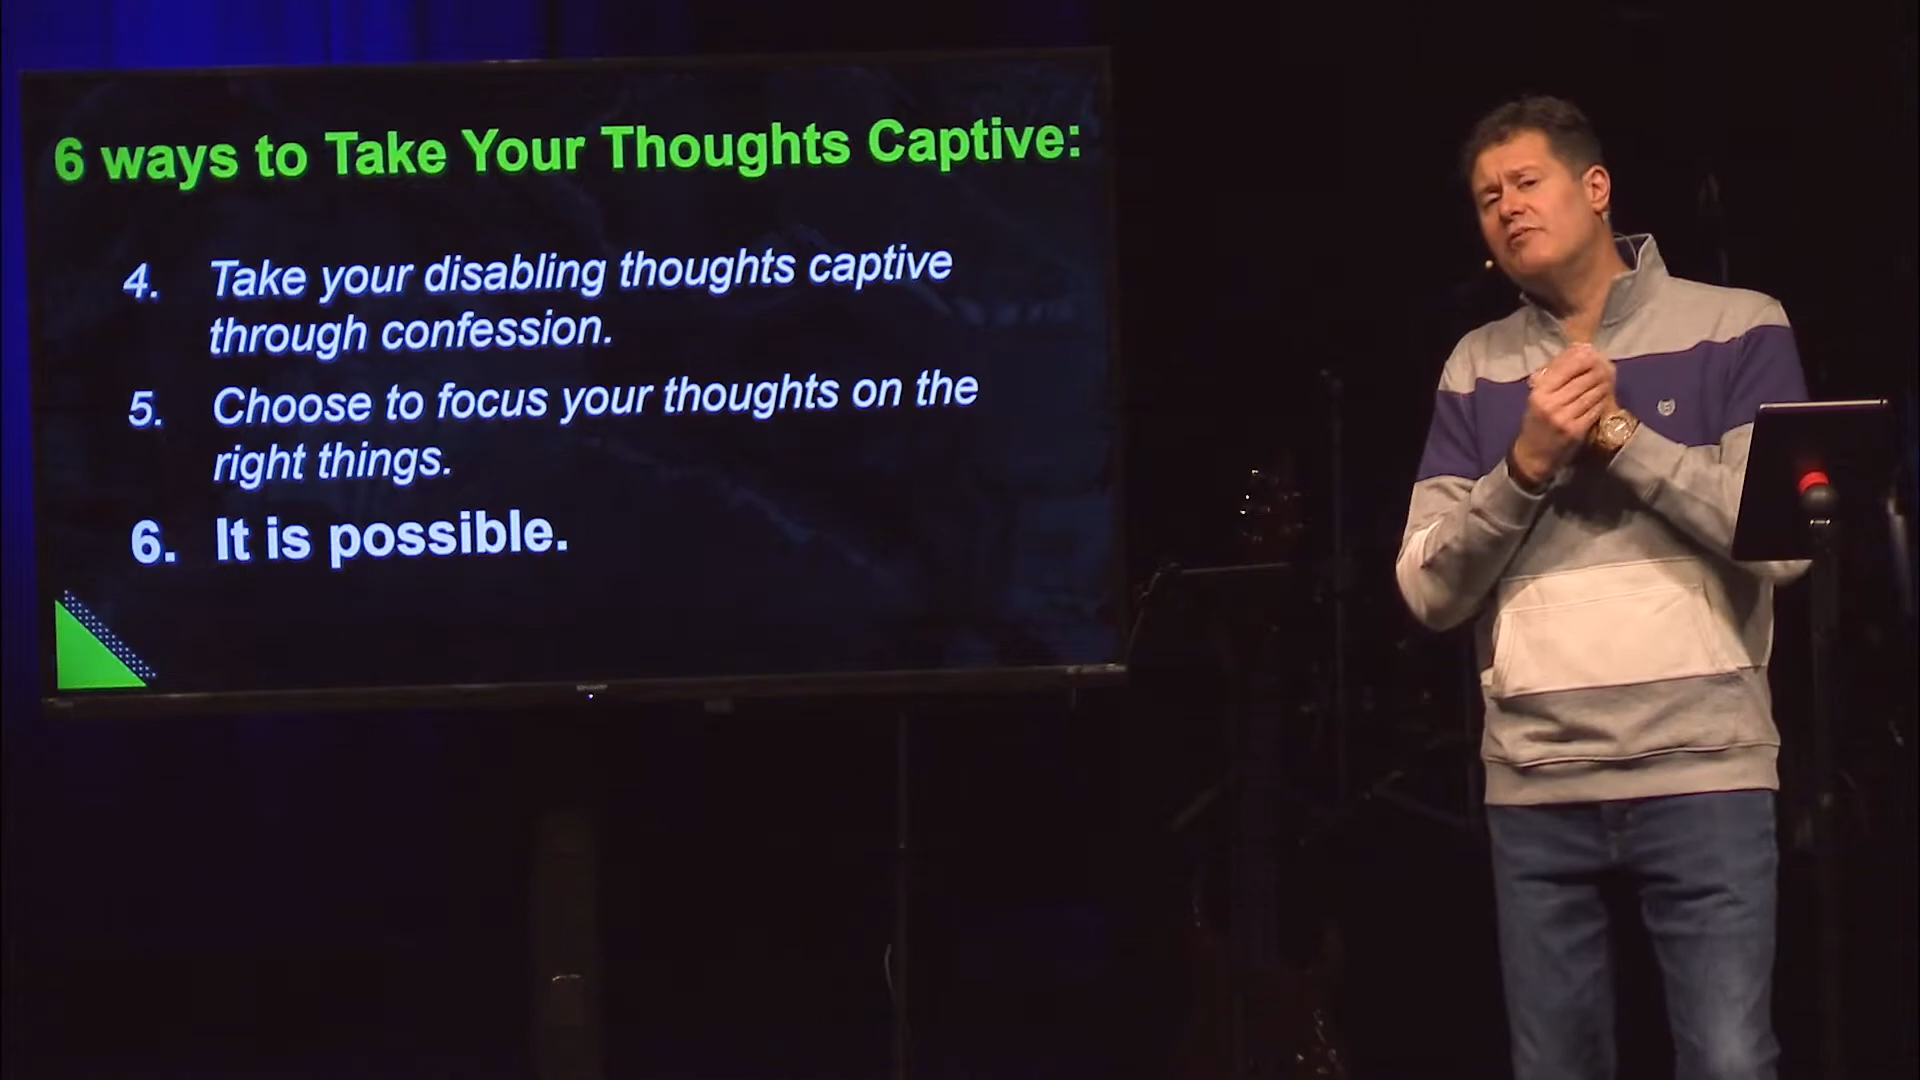 6 ways to Take Your Thoughts Captive:
4. Take your disabling thoughts captive
through confession.
5. Choose to focus your thoughts on the
right things.
6. It is possible.